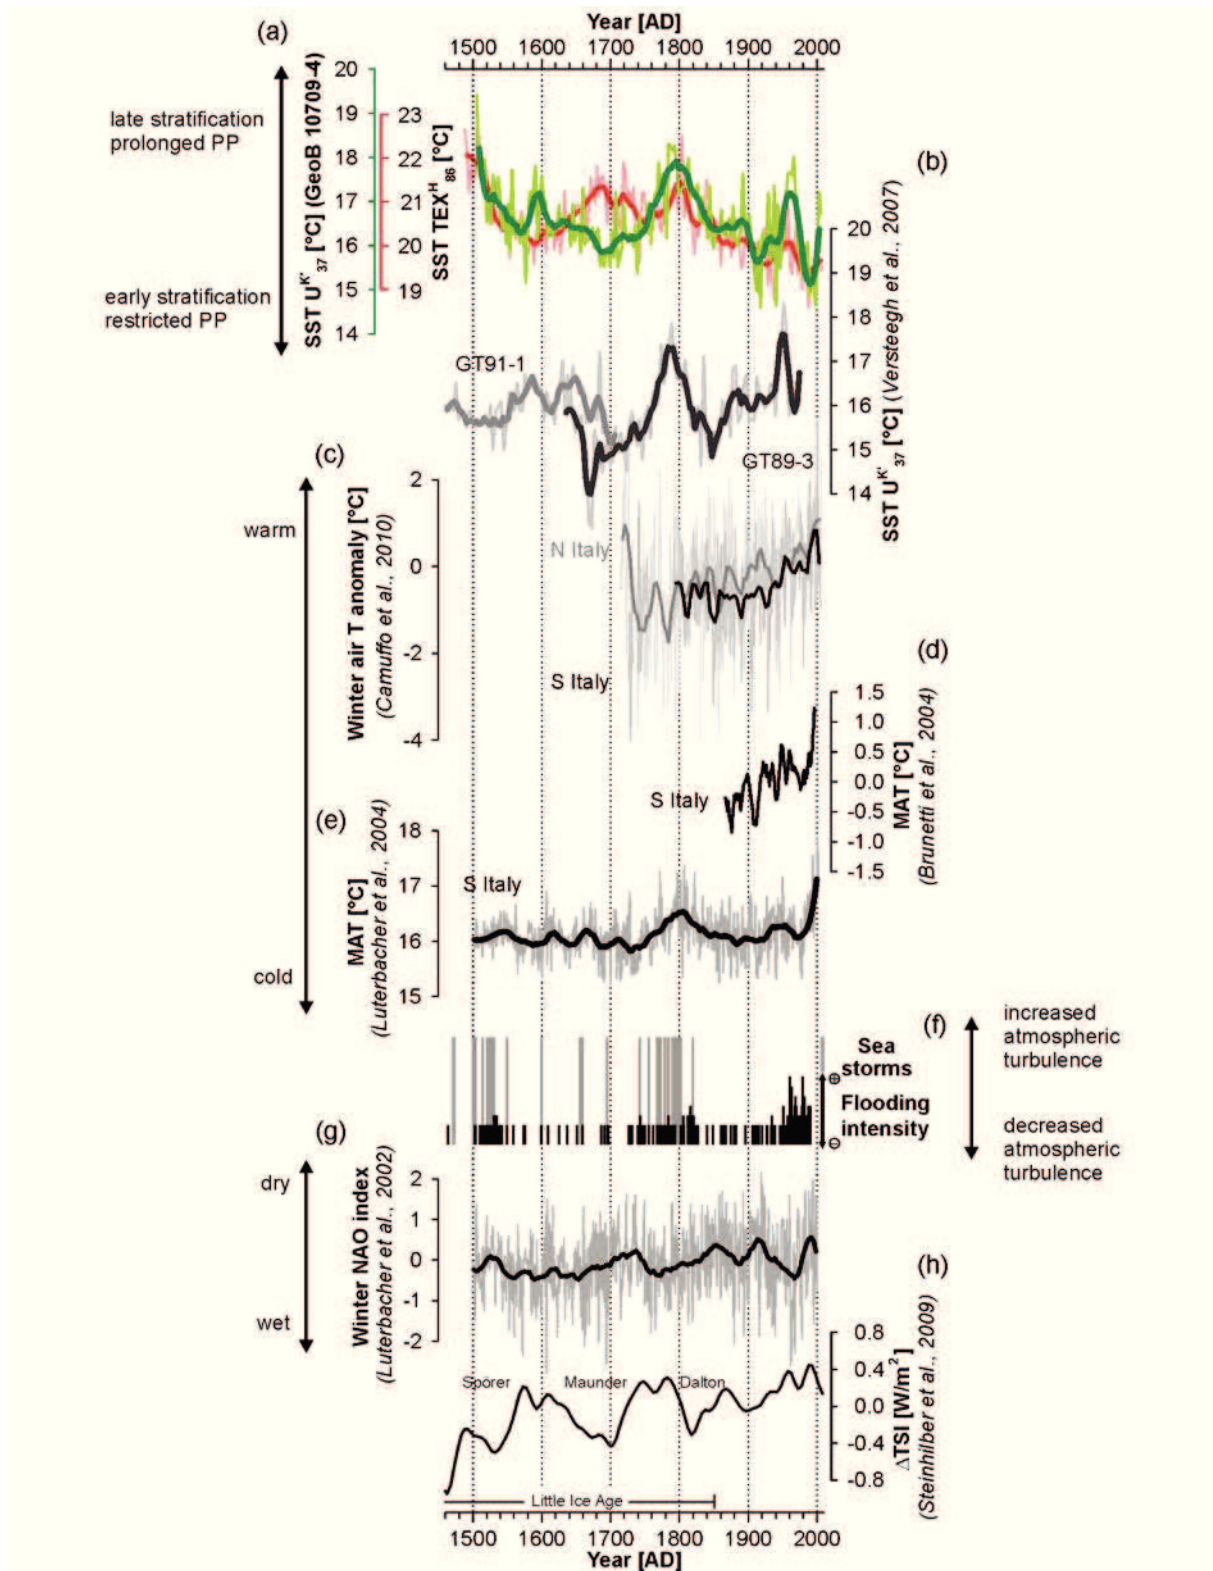 Year [AD]
1500 1600 1700 1800 1900 2000
(a)
late stratification
prolonged PP
early stratification
restricted PP
SST U K' 37 [°C] (GeoB 10709-4)
20
19
18
17
16
15
14
SST TEX H 86 [°C]
23
22
21
20
19
(b)
SST U K' 37 [°C] (Versteegh et al., 2007)
20
19
18
17
16
15
14
GT91-1
GT89-3
(c)
warm
cold
Winter air T anomaly [°C]
(Camuffo et al., 2010)
2
0
-2
-4
N Italy
S Italy
(d)
1.5
1.0
0.5
0.0
-0.5
-1.0
-1.5
MAT [°C]
(Brunetti et al., 2004)
S Italy
(e)
MAT [°C]
(Luterbacher et al., 2004)
18
17
16
15
S Italy
(f)
Sea
storms
⊕
Flooding
intensity
⊖
increased
atmospheric
turbulence
decreased
atmospheric
turbulence
(g)
dry
wet
Winter NAO index
(Luterbacher et al., 2002)
2
1
0
-1
-2
(h)
0.8
0.4
0.0
-0.4
-0.8
ΔTSI [W/m²]
(Steinhilber et al., 2009)
Spörer Maunder Dalton
Little Ice Age
1500 1600 1700 1800 1900 2000
Year [AD]